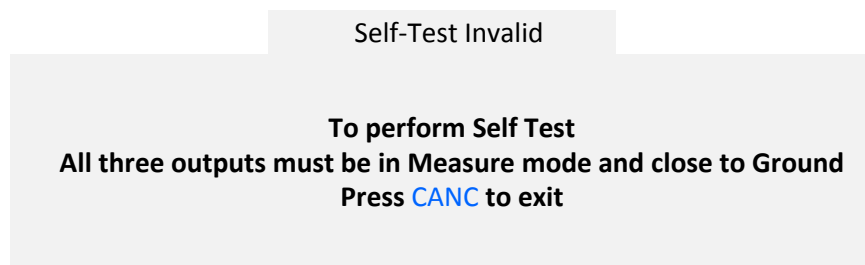 Self-Test Invalid
To perform Self Test
All three outputs must be in Measure mode and close to Ground
Press CANC to exit